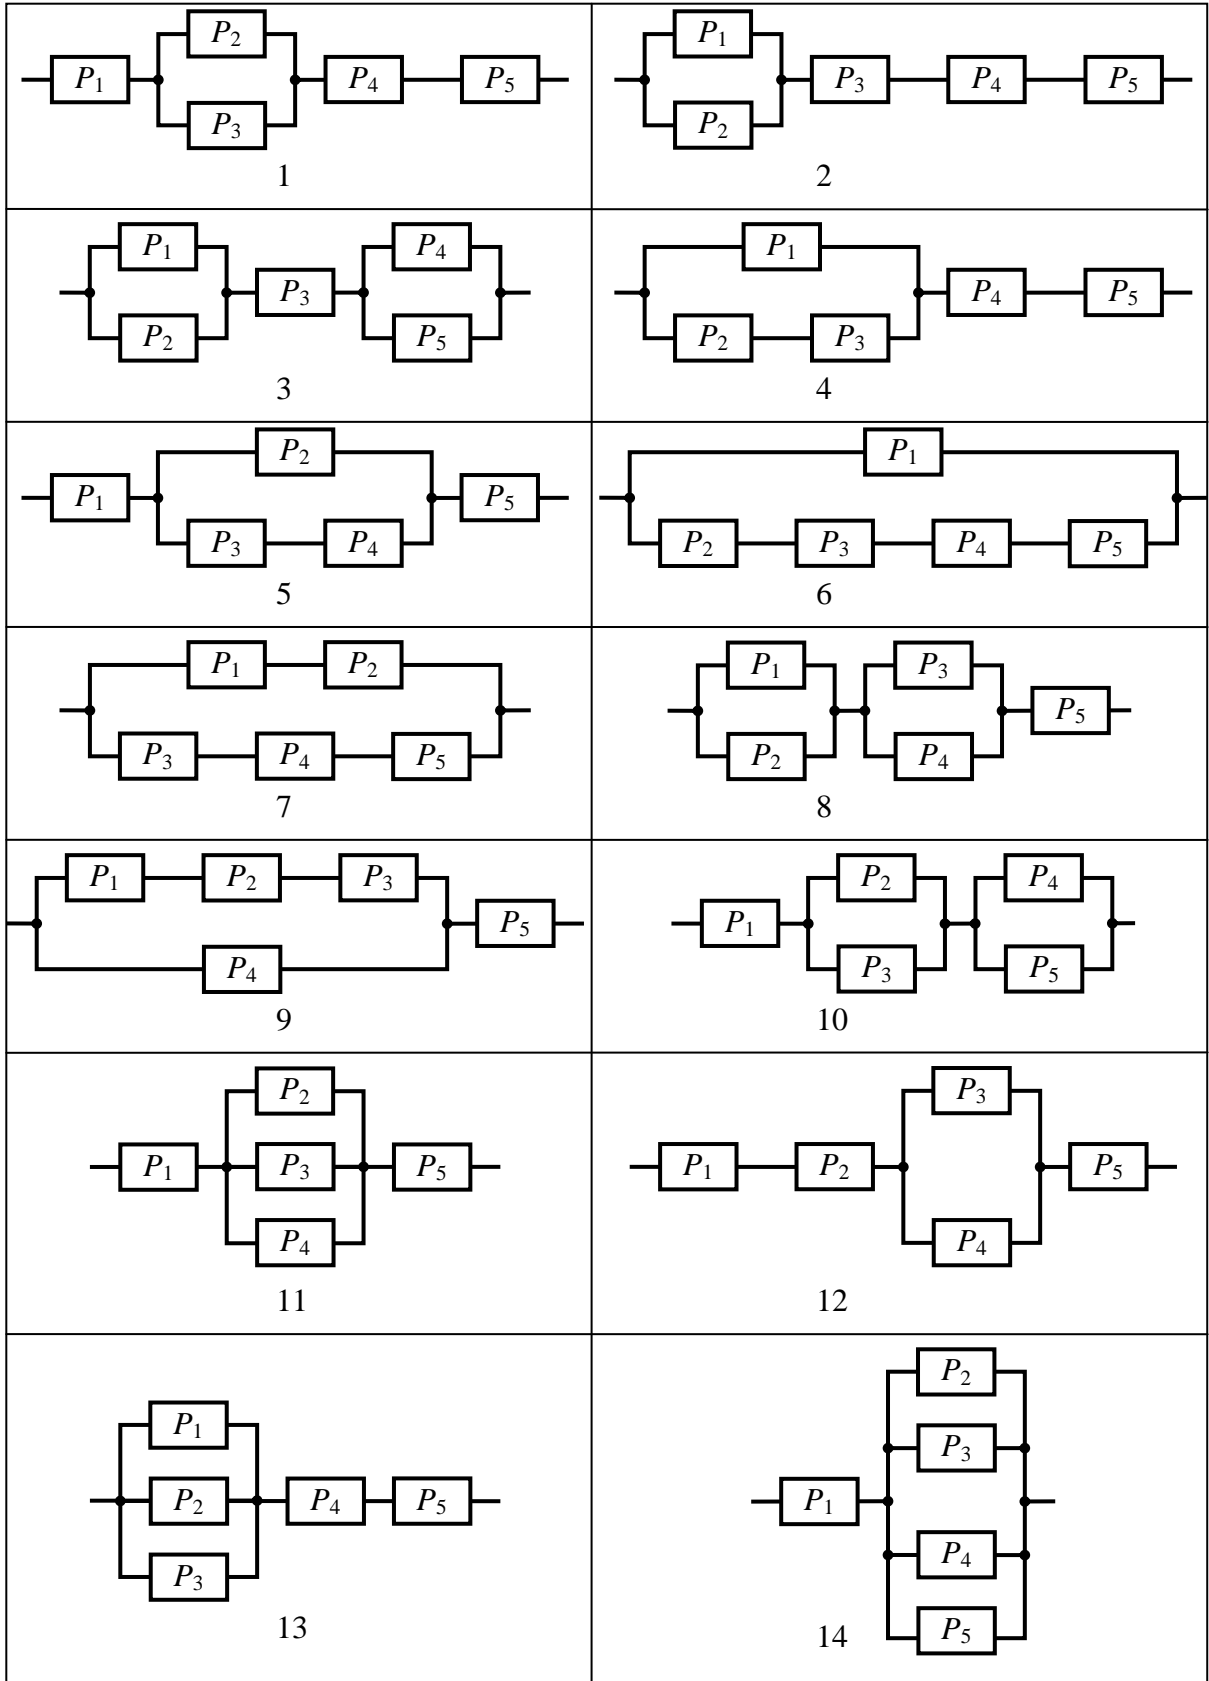 P₂
P₁ P₄ P₅
P₃
1
P₁
P₃ P₄ P₅
P₂
2
P₁ P₄
P₃
P₂ P₅
3
P₁
P₄ P₅
P₂ P₃
4
P₂
P₁ P₅
P₃ P₄
5
P₁
P₂ P₃ P₄ P₅
6
P₁ P₂
P₃ P₄ P₅
7
P₁ P₃
P₅
P₂ P₄
8
P₁ P₂ P₃
P₅
P₄
9
P₂ P₄
P₁
P₃ P₅
10
P₂
P₁ P₃ P₅
P₄
11
P₃
P₁ P₂ P₅
P₄
12
P₁
P₂ P₄ P₅
P₃
13
P₂
P₃
P₁
P₄
P₅
14